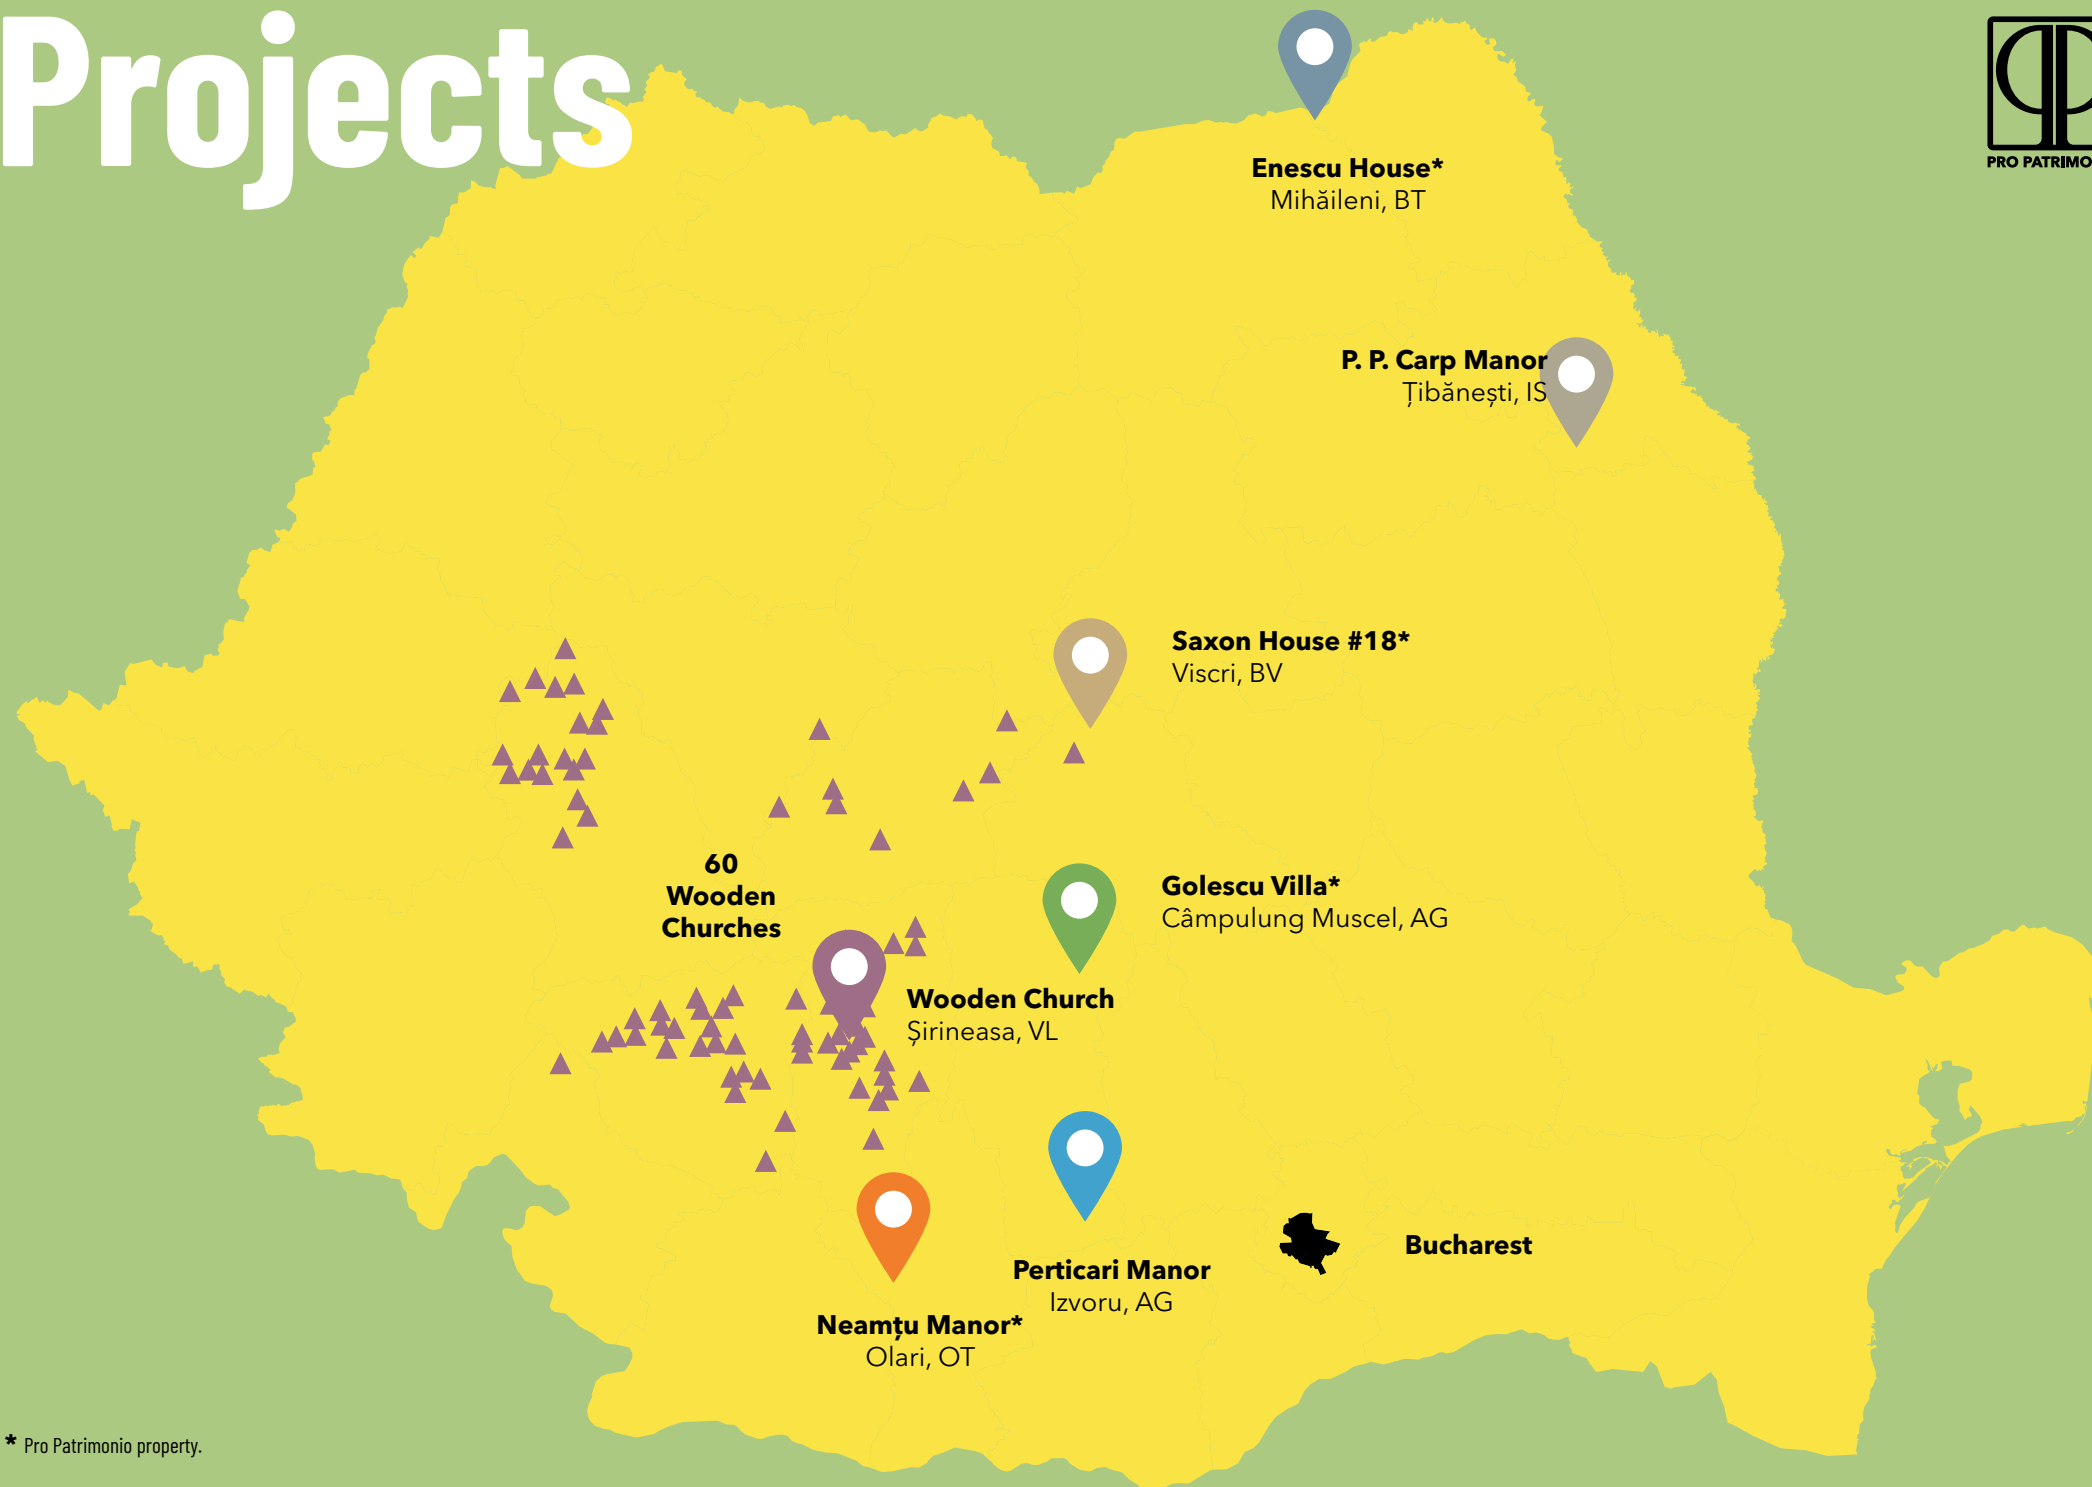 Projects
PRO PATRIMO
Enescu House*
Mihăileni, BT
P. P. Carp Manor
Țibănești, IS
Saxon House #18*
Viscri, BV
60
Wooden
Churches
Golescu Villa*
Câmpulung Muscel, AG
Wooden Church
Șirineasa, VL
Perticari Manor
Izvoru, AG
Bucharest
Neamțu Manor*
Olari, OT
* Pro Patrimonio property.